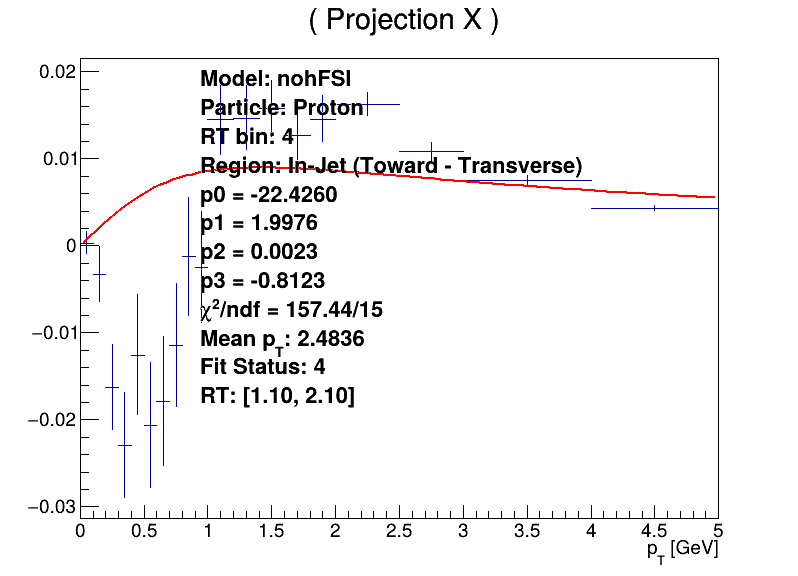 ( Projection X )
0.02
0.01
0
−0.01
−0.02
−0.03
Model: nohFSI
Particle: Proton
RT bin: 4
Region: In-Jet (Toward - Transverse)
p0 = -22.4260
p1 = 1.9976
p2 = 0.0023
p3 = -0.8123
χ²/ndf = 157.44/15
Mean p_T: 2.4836
Fit Status: 4
RT: [1.10, 2.10]
0 0.5 1 1.5 2 2.5 3 3.5 4 4.5 5
p_T [GeV]